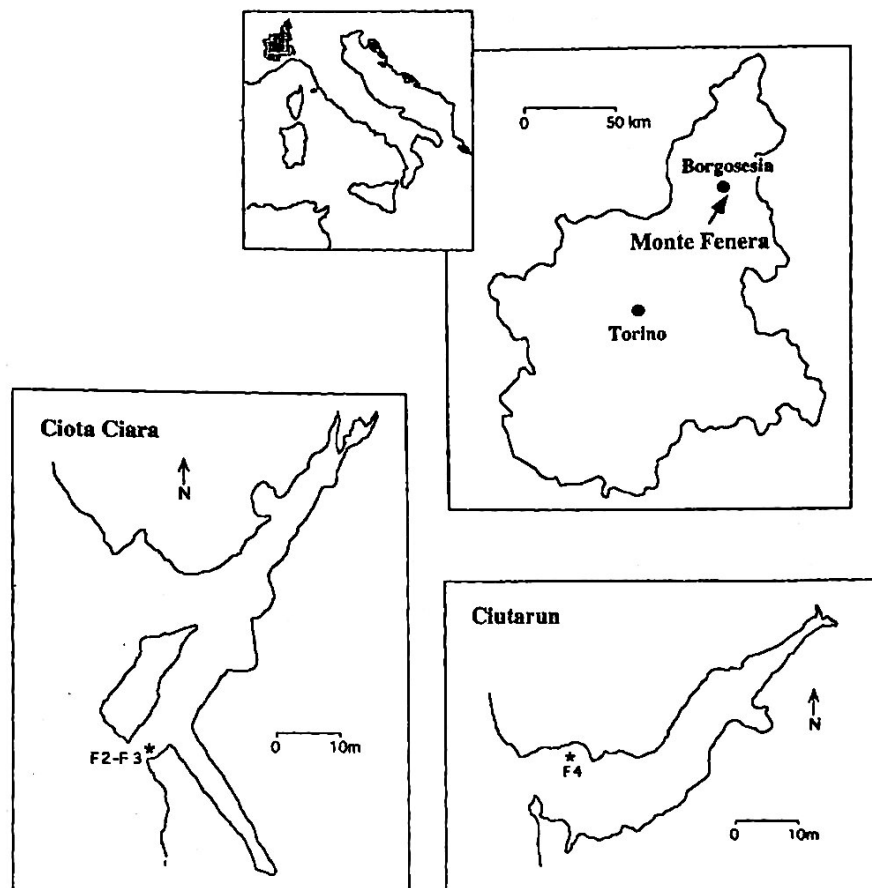 0 50 km
Borgosesia
Monte Fenera
Torino
Ciota Ciara
N
0 10m
F2-F3 *
Ciutarun
N
*
F4
0 10m